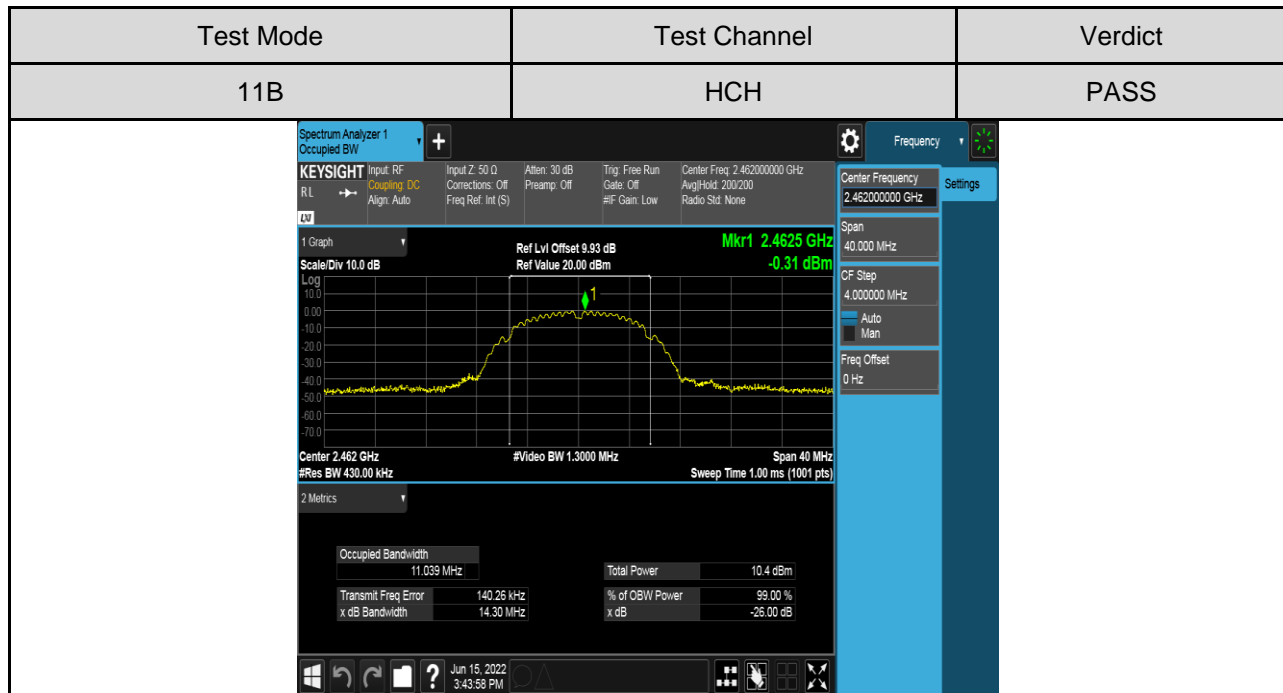 Test Mode Test Channel Verdict
11B HCH PASS
Spectrum Analyzer 1
Occupied BW
+
Frequency
KEYSIGHT Input: RF Input Z: 50 Ω Atten: 30 dB Trig: Free Run Center Freq: 2.462000000 GHz
RL Coupling: DC Corrections: Off Preamp: Off Gate: Off Avg|Hold: 200/200
Align: Auto Freq Ref: Int (S) #IF Gain: Low Radio Std: None
LXI
Center Frequency
2.462000000 GHz
Settings
Span
40.000 MHz
CF Step
4.000000 MHz
Auto
Man
Freq Offset
0 Hz
1 Graph
Ref Lvl Offset 9.93 dB Mkr1 2.4625 GHz
Scale/Div 10.0 dB Ref Value 20.00 dBm -0.31 dBm
Log
10.0
1
0.00
-10.0
-20.0
-30.0
-40.0
-50.0
-60.0
-70.0
Center 2.462 GHz #Video BW 1.3000 MHz Span 40 MHz
#Res BW 430.00 kHz Sweep Time 1.00 ms (1001 pts)
2 Metrics
Occupied Bandwidth
11.039 MHz Total Power 10.4 dBm
Transmit Freq Error 140.26 kHz % of OBW Power 99.00 %
x dB Bandwidth 14.30 MHz x dB -26.00 dB
? Jun 15, 2022
3:43:58 PM